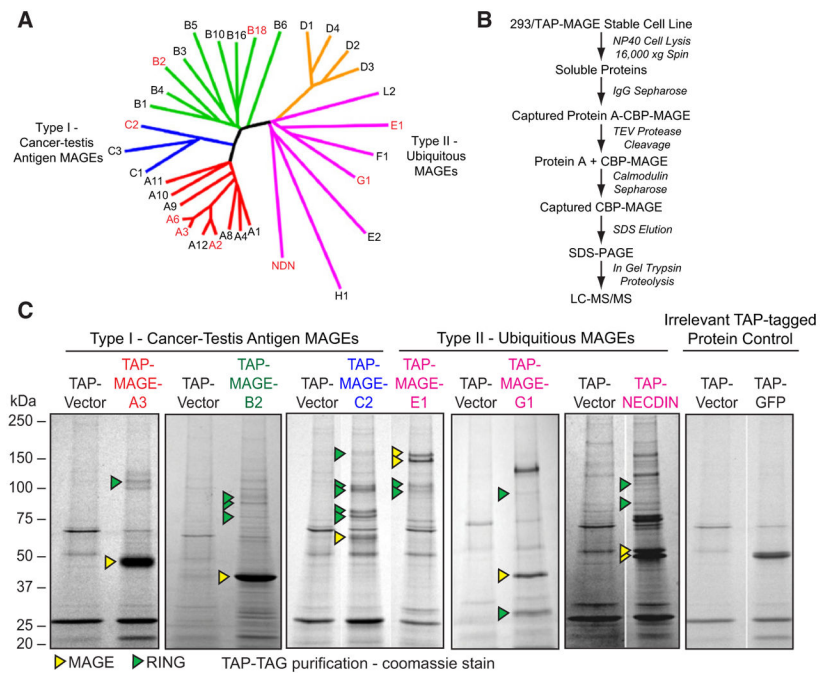 A
B5
B10
B16
B18
B6
D1
D4
D2
D3
B3
B2
B4
B1
L2
C2
E1
Type I -
Cancer-testis
Antigen MAGEs
C3
F1
Type II -
Ubiquitous
MAGEs
C1
G1
A11
A10
A9
A6
A3
A12
A2
A8
A4
A1
E2
NDN
H1
B
293/TAP-MAGE Stable Cell Line
NP40 Cell Lysis
16,000 xg Spin
Soluble Proteins
IgG Sepharose
Captured Protein A-CBP-MAGE
TEV Protease
Cleavage
Protein A + CBP-MAGE
Calmodulin
Sepharose
Captured CBP-MAGE
SDS Elution
SDS-PAGE
In Gel Trypsin
Proteolysis
LC-MS/MS
C
Type I - Cancer-Testis Antigen MAGEs
Type II - Ubiquitous MAGEs
Irrelevant TAP-tagged
Protein Control
TAP-
Vector
TAP-
MAGE-
A3
TAP-
Vector
TAP-
MAGE-
B2
TAP-
Vector
TAP-
MAGE-
C2
TAP-
MAGE-
E1
TAP-
Vector
TAP-
MAGE-
G1
TAP-
Vector
TAP-
NECDIN
TAP-
Vector
TAP-
GFP
kDa
250
150
100
75
50
37
25
20
MAGE
RING
TAP-TAG purification - coomassie stain